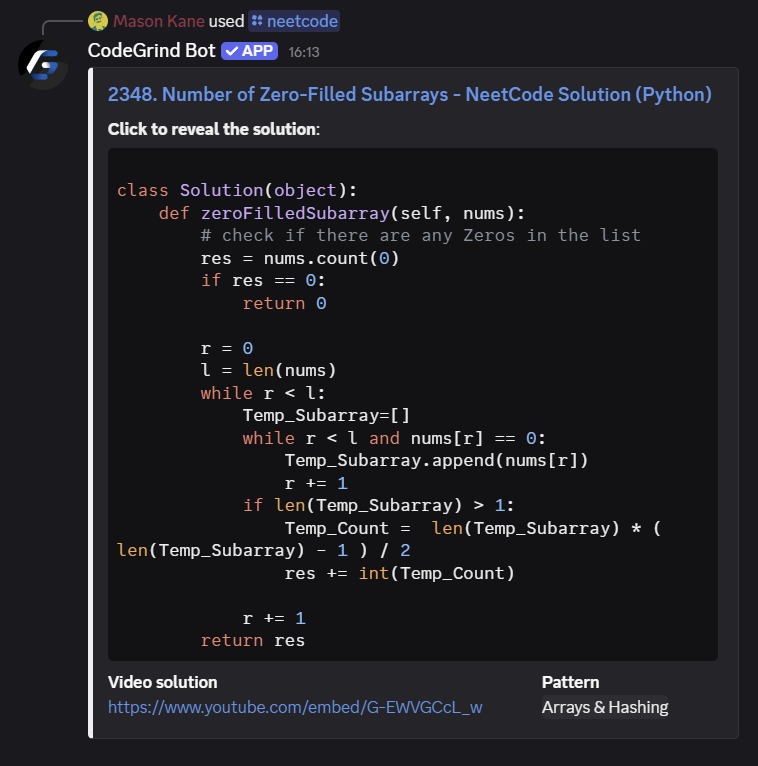 Mason Kane used neetcode
CodeGrind Bot APP 16:13
2348. Number of Zero-Filled Subarrays - NeetCode Solution (Python)
Click to reveal the solution:
class Solution(object):
    def zeroFilledSubarray(self, nums):
        # check if there are any Zeros in the list
        res = nums.count(0)
        if res == 0:
            return 0
        r = 0
        l = len(nums)
        while r < l:
            Temp_Subarray=[]
            while r < l and nums[r] == 0:
                Temp_Subarray.append(nums[r])
                r += 1
            if len(Temp_Subarray) > 1:
                Temp_Count =  len(Temp_Subarray) * (
len(Temp_Subarray) - 1 ) / 2
                res += int(Temp_Count)
            r += 1
        return res
Video solution
https://www.youtube.com/embed/G-EWVGCcL_w
Pattern
Arrays & Hashing